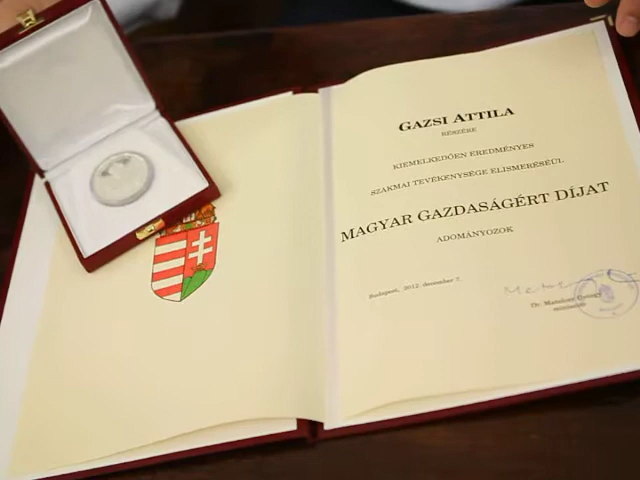 GAZSI ATTILA
RÉSZÉRE
KIEMELKEDŐEN EREDMÉNYES
SZAKMAI TEVÉKENYSÉGE ELISMERÉSÉÜL
MAGYAR GAZDASÁGÉRT DÍJAT
ADOMÁNYOZOK
Budapest, 2012. december 7.
Dr. Matolcsy György
miniszter